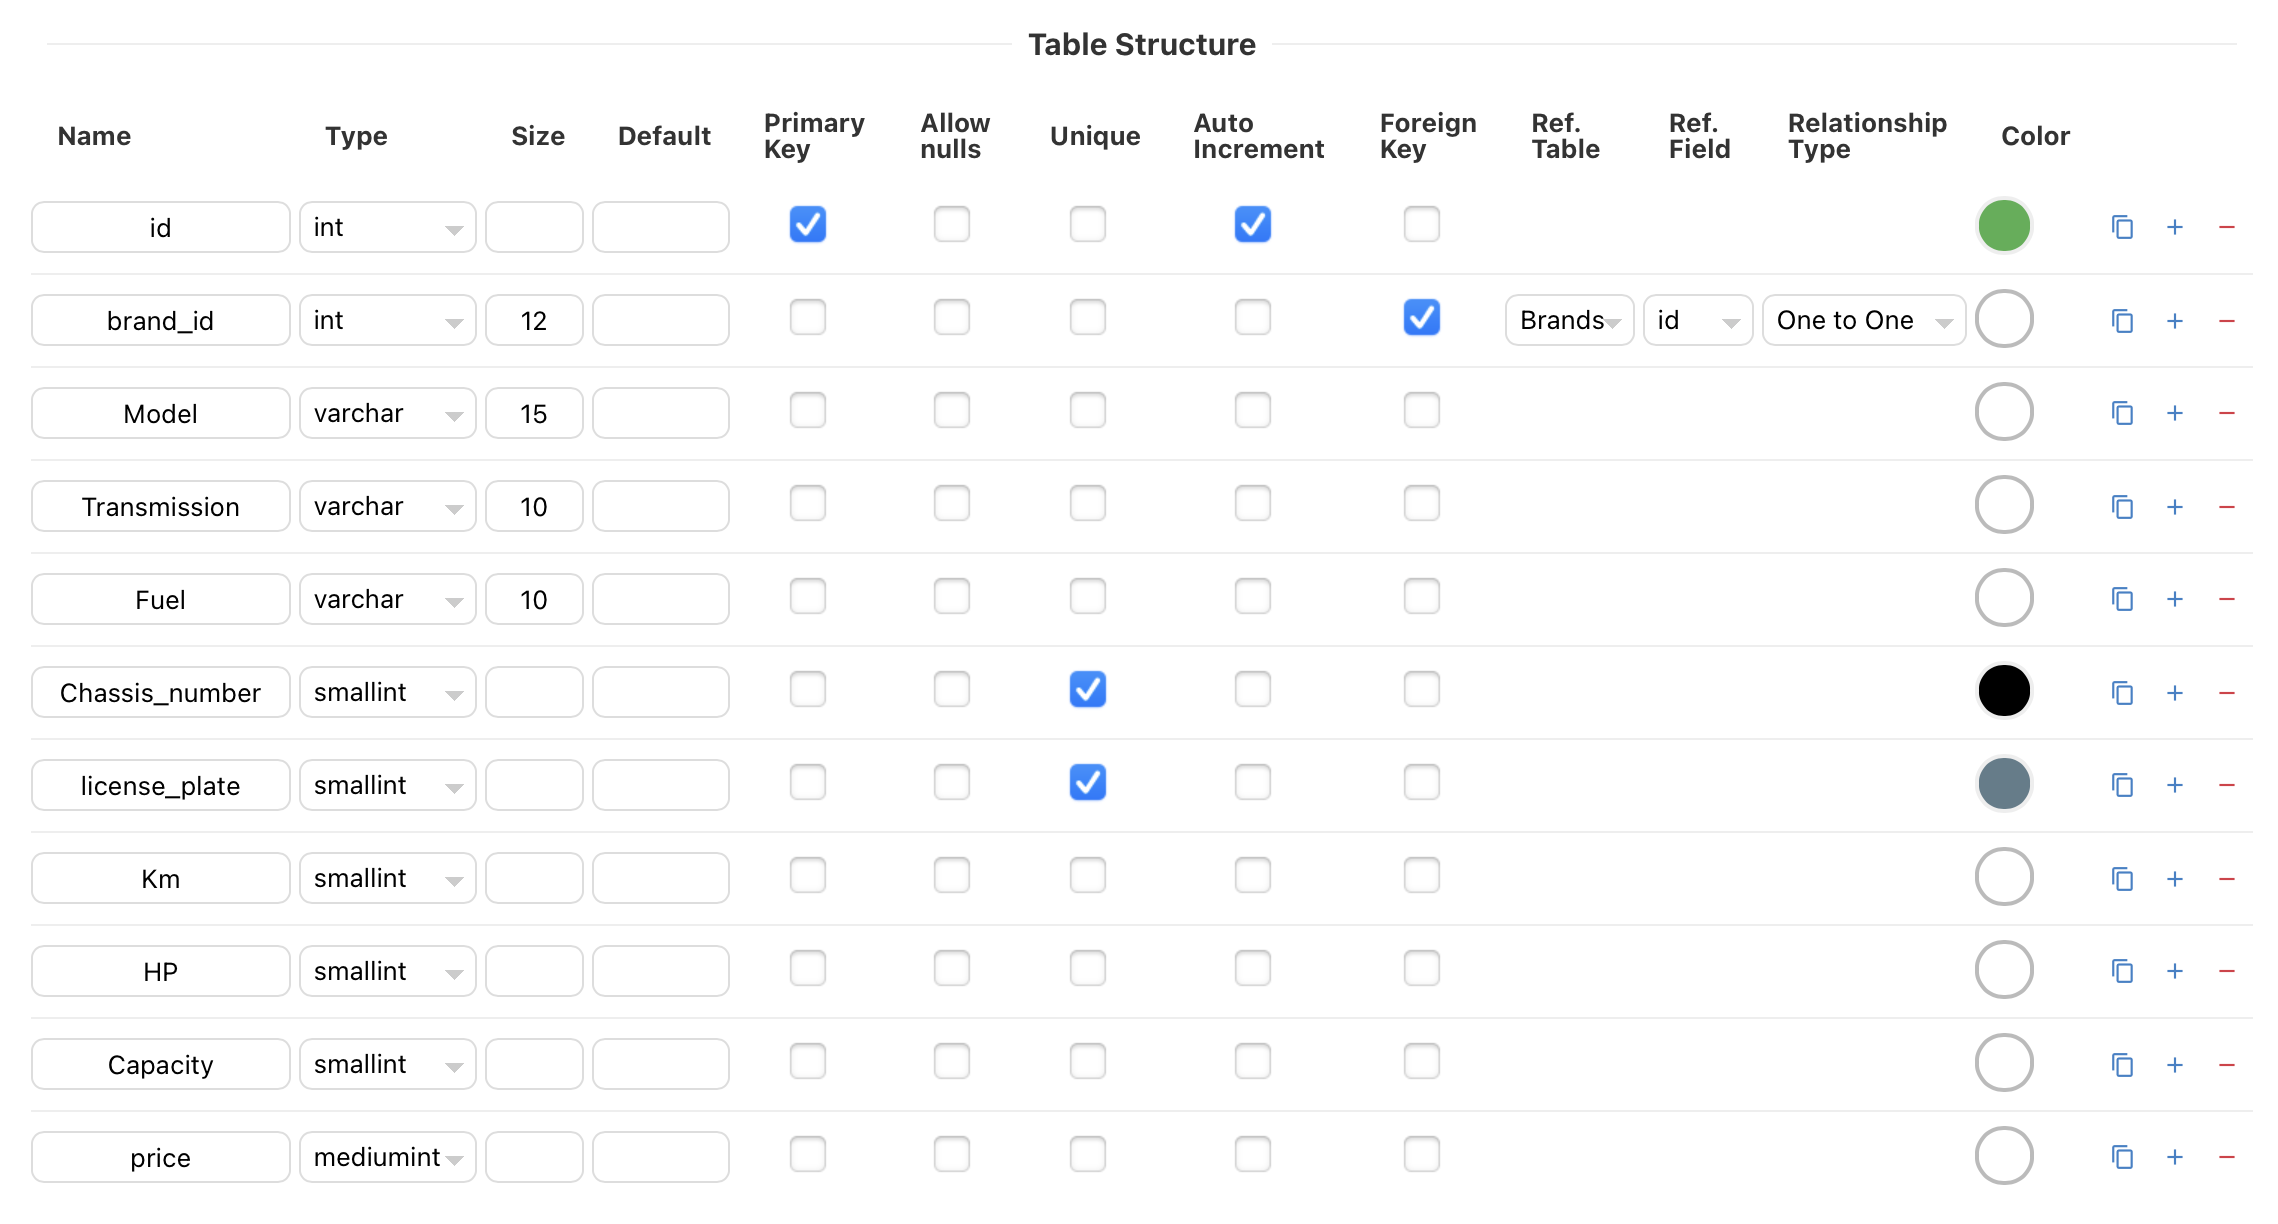 Table Structure
Name Type Size Default Primary Key Allow nulls Unique Auto Increment Foreign Key Ref. Table Ref. Field Relationship Type Color
id int + −
brand_id int 12 Brands id One to One + −
Model varchar 15 + −
Transmission varchar 10 + −
Fuel varchar 10 + −
Chassis_number smallint + −
license_plate smallint + −
Km smallint + −
HP smallint + −
Capacity smallint + −
price mediumint + −